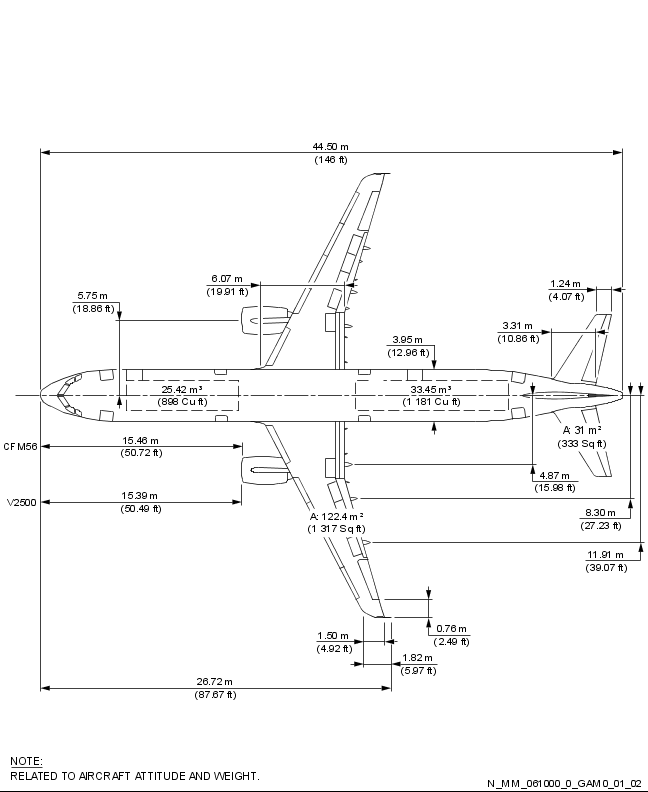 44.50 m
(146 ft)
6.07 m
(19.91 ft)
1.24 m
(4.07 ft)
5.75 m
(18.86 ft)
3.31 m
(10.86 ft)
3.95 m
(12.96 ft)
25.42 m³
(898 Cu ft)
33.45 m³
(1 181 Cu ft)
A: 31 m²
(333 Sq ft)
CFM56
15.46 m
(50.72 ft)
4.87 m
(15.98 ft)
V2500
15.39 m
(50.49 ft)
A: 122.4 m²
(1 317 Sq ft)
8.30 m
(27.23 ft)
11.91 m
(39.07 ft)
1.50 m
(4.92 ft)
0.76 m
(2.49 ft)
1.82 m
(5.97 ft)
26.72 m
(87.67 ft)
NOTE:
RELATED TO AIRCRAFT ATTITUDE AND WEIGHT.
N_MM_061000_0_GAM0_01_02